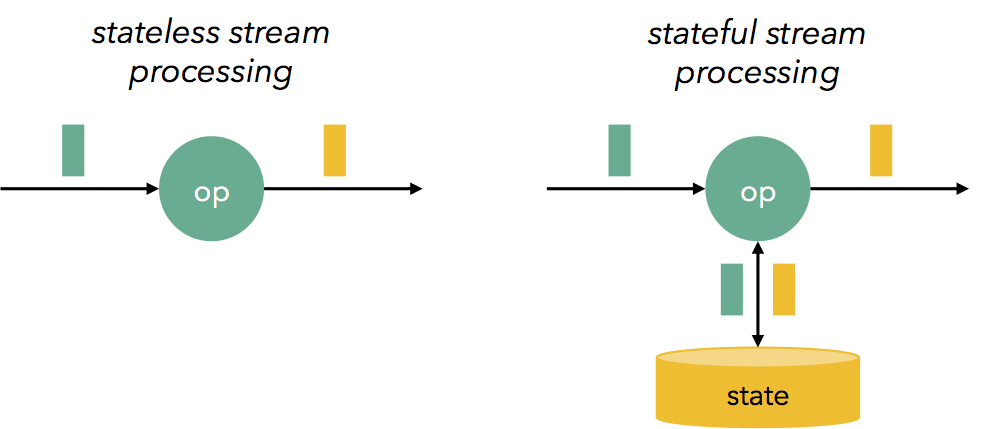 stateless stream
processing
op
stateful stream
processing
op
state